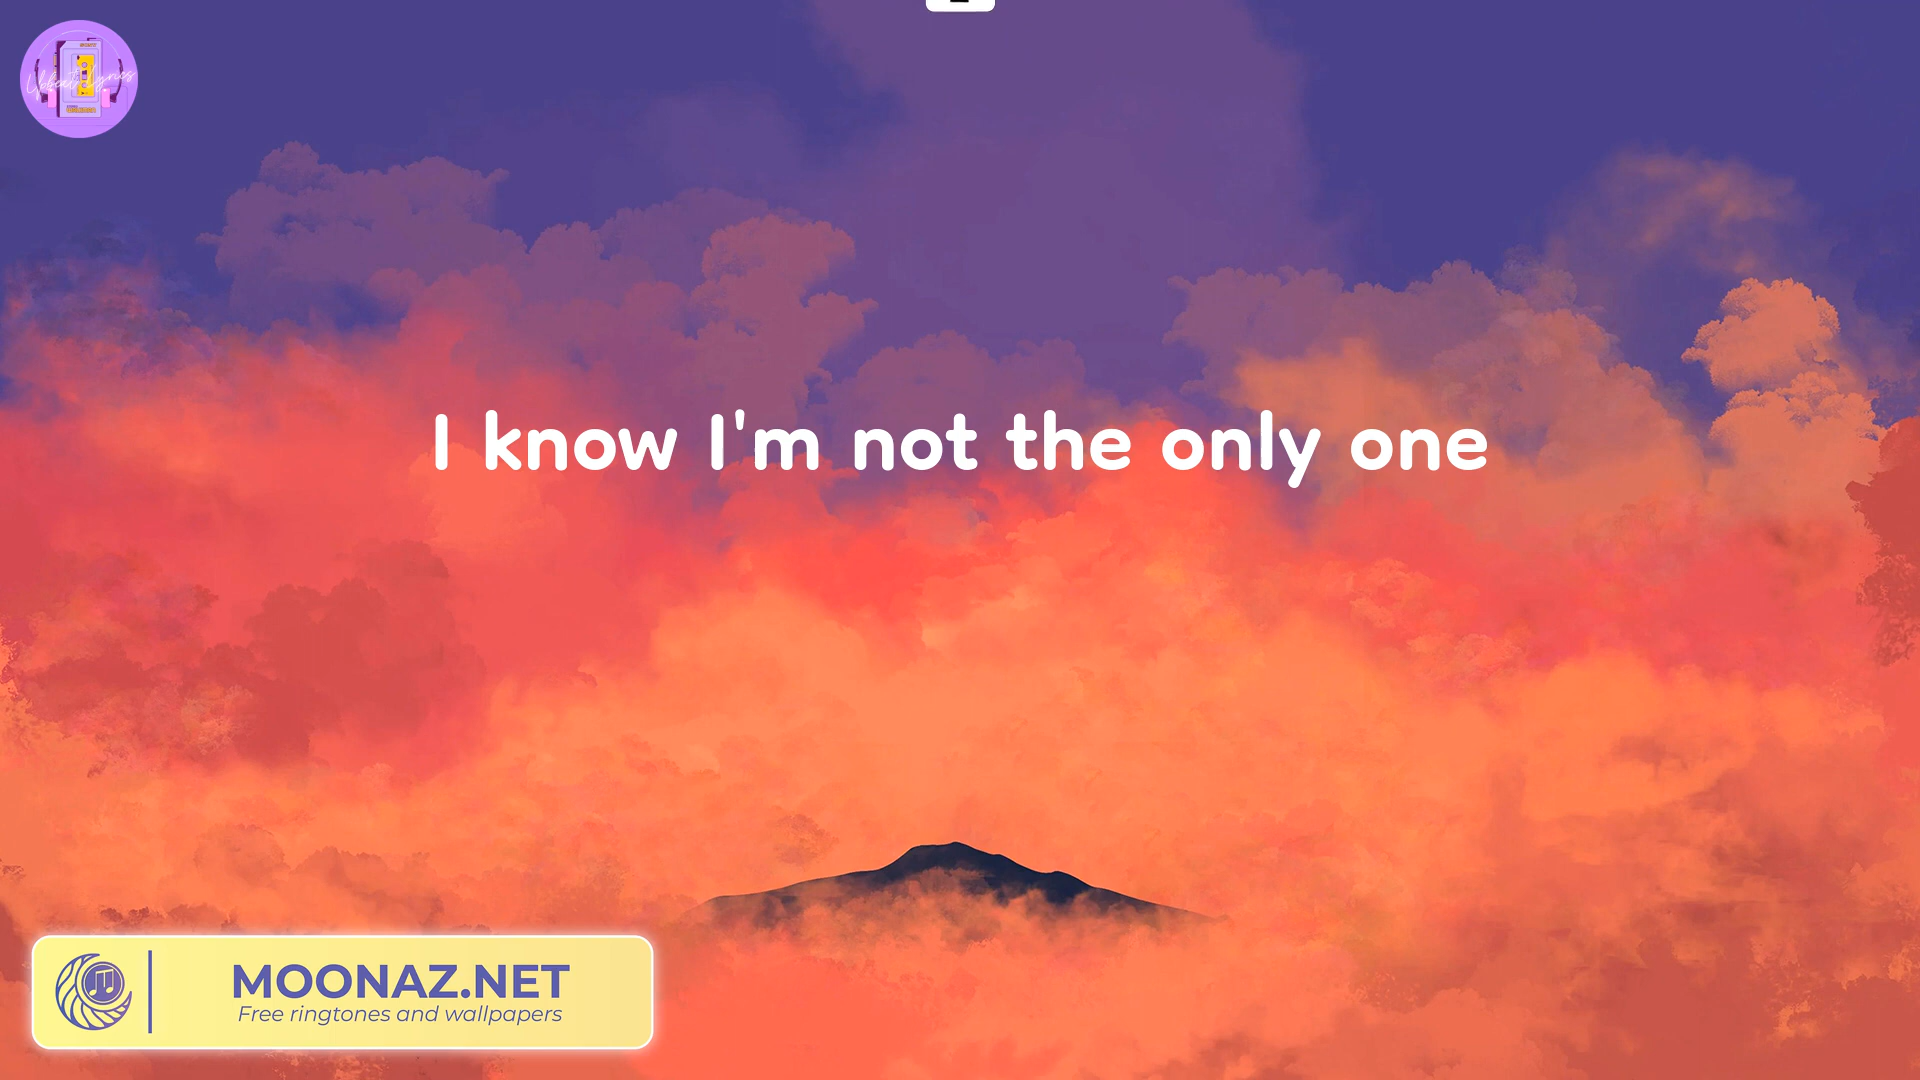 I know I'm not the only one
MOONAZ.NET
Free ringtones and wallpapers